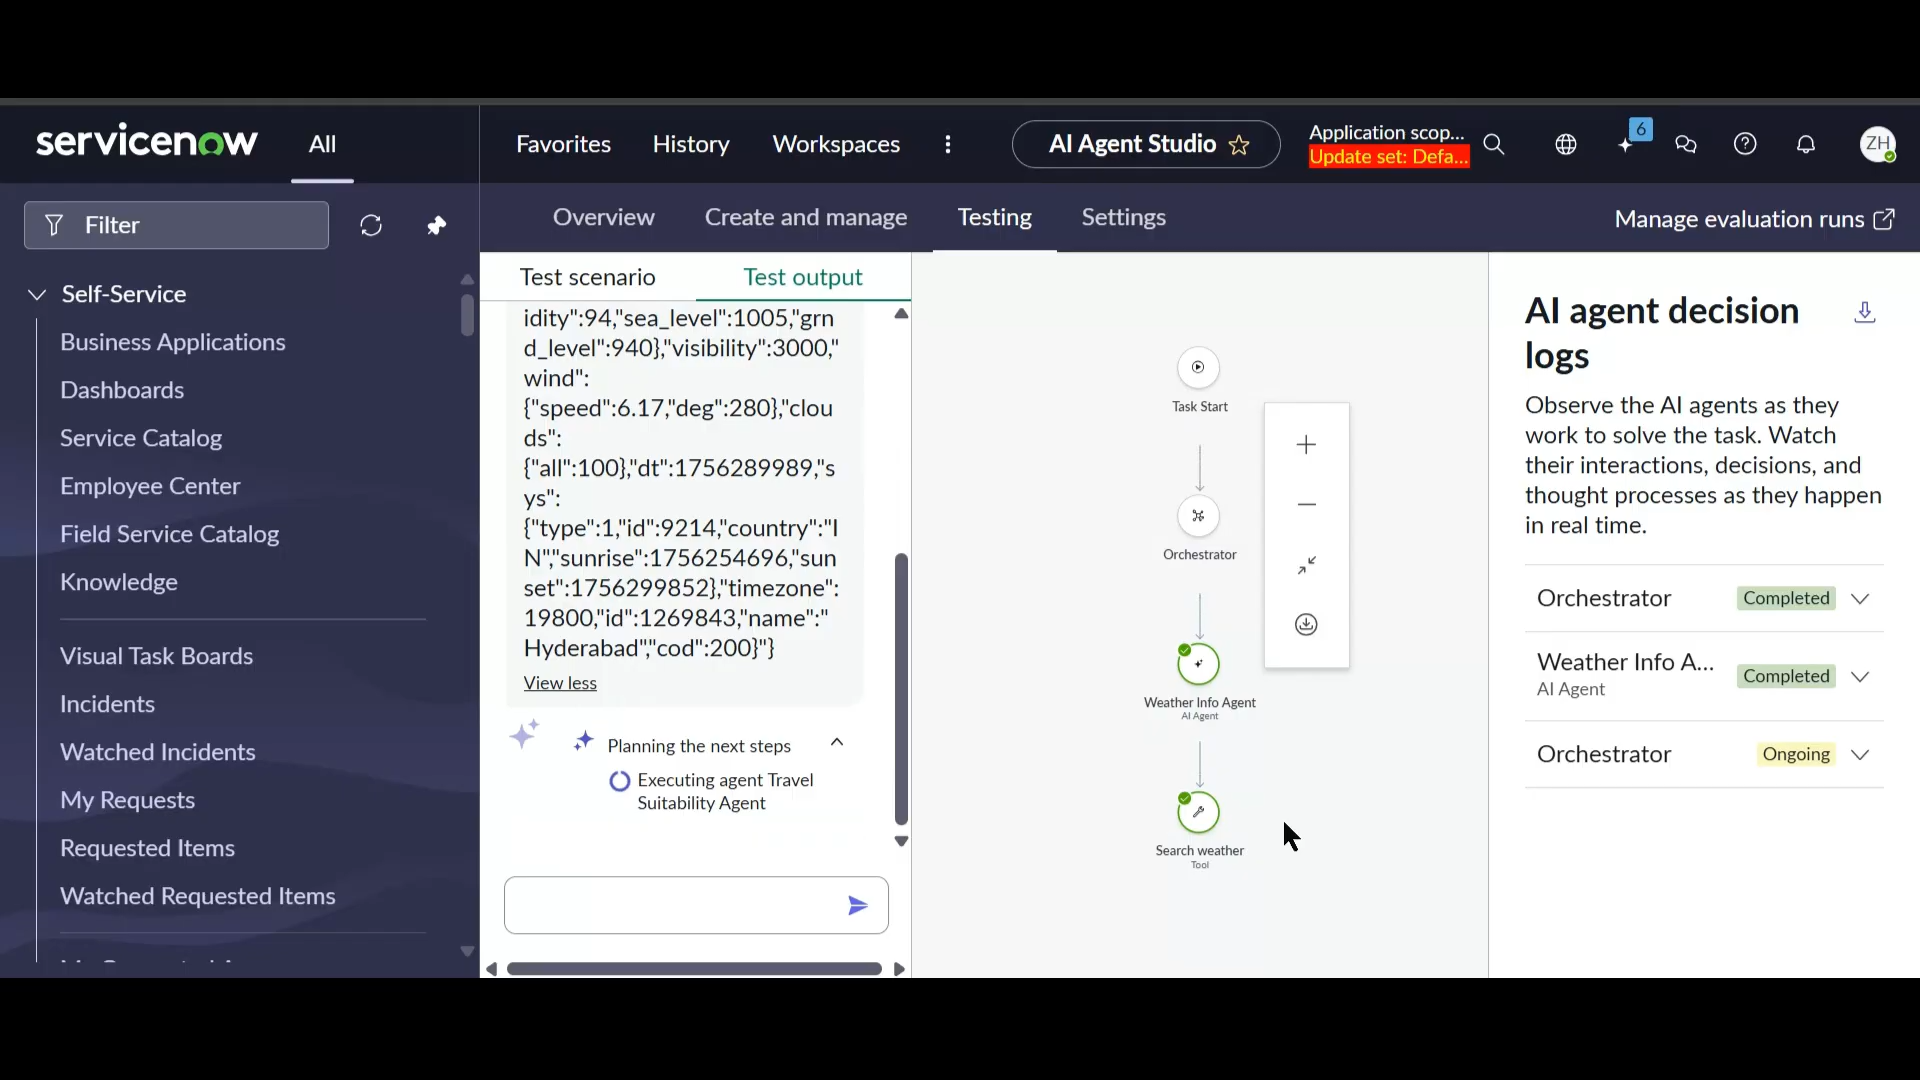 servicenow
All
Favorites
History
Workspaces
AI Agent Studio
Application scop...
Update set: Defa...
6
ZH
Filter
Overview
Create and manage
Testing
Settings
Manage evaluation runs
Self-Service
Business Applications
Dashboards
Service Catalog
Employee Center
Field Service Catalog
Knowledge
Visual Task Boards
Incidents
Watched Incidents
My Requests
Requested Items
Watched Requested Items
Test scenario
Test output
idity":94,"sea_level":1005,"grn
d_level":940},"visibility":3000,"
wind":
{"speed":6.17,"deg":280},"clou
ds":
{"all":100},"dt":1756289989,"s
ys":
{"type":1,"id":9214,"country":"I
N""sunrise":1756254696,"sun
set":1756299852},"timezone":
19800,"id":1269843,"name":"
Hyderabad","cod":200}"}
View less
Planning the next steps
Executing agent Travel
Suitability Agent
Task Start
Orchestrator
Weather Info Agent
AI Agent
Search weather
Tool
AI agent decision
logs
Observe the AI agents as they
work to solve the task. Watch
their interactions, decisions, and
thought processes as they happen
in real time.
Orchestrator
Completed
Weather Info A...
AI Agent
Completed
Orchestrator
Ongoing